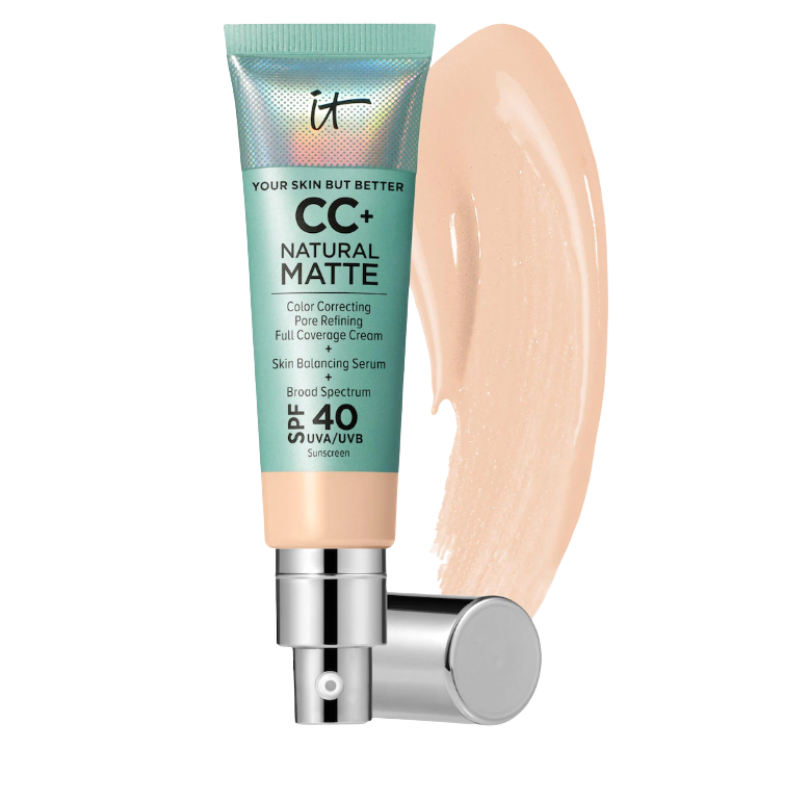 it
YOUR SKIN BUT BETTER
CC+
NATURAL
MATTE
Color Correcting
Pore Refining
Full Coverage Cream
+
Skin Balancing Serum
+
Broad Spectrum
SPF 40
UVA/UVB
Sunscreen